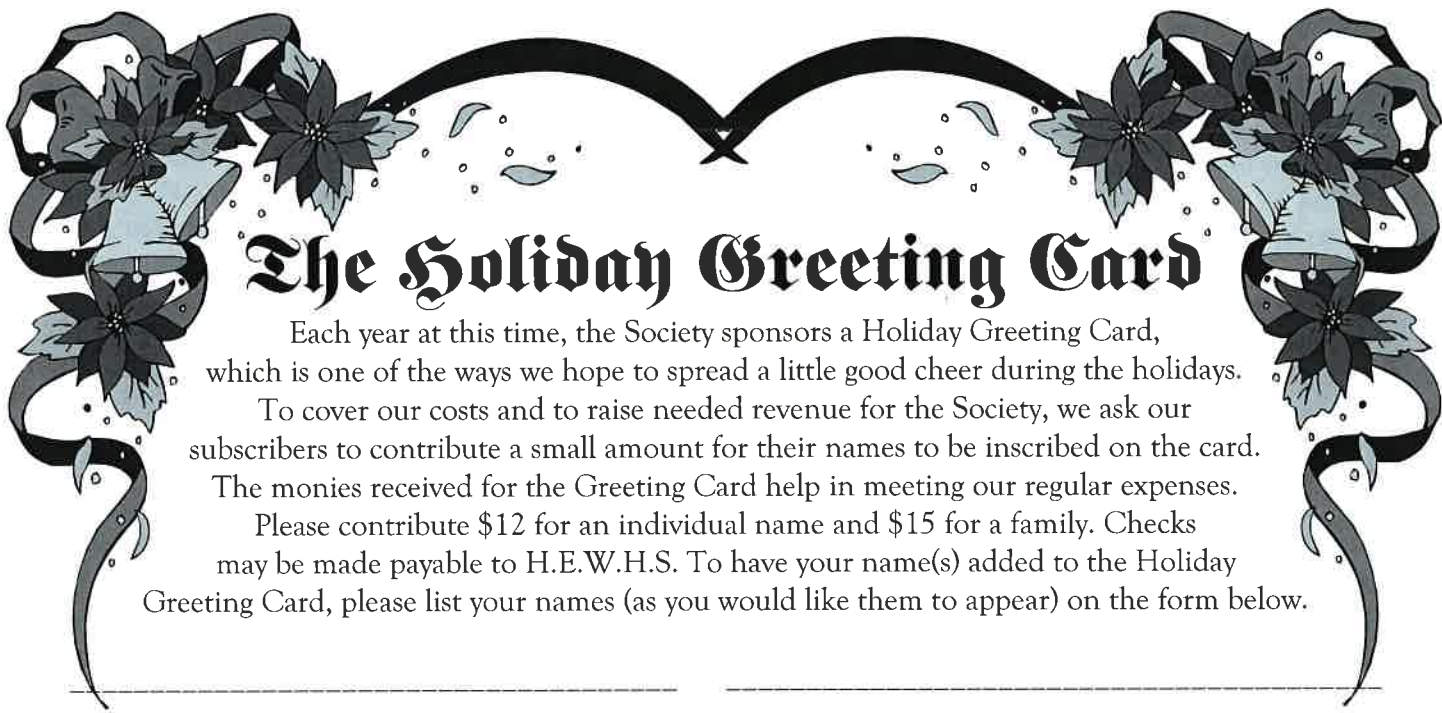 The Holiday Greeting Card
Each year at this time, the Society sponsors a Holiday Greeting Card,
which is one of the ways we hope to spread a little good cheer during the holidays.
To cover our costs and to raise needed revenue for the Society, we ask our
subscribers to contribute a small amount for their names to be inscribed on the card.
The monies received for the Greeting Card help in meeting our regular expenses.
Please contribute $12 for an individual name and $15 for a family. Checks
may be made payable to H.E.W.H.S. To have your name(s) added to the Holiday
Greeting Card, please list your names (as you would like them to appear) on the form below.